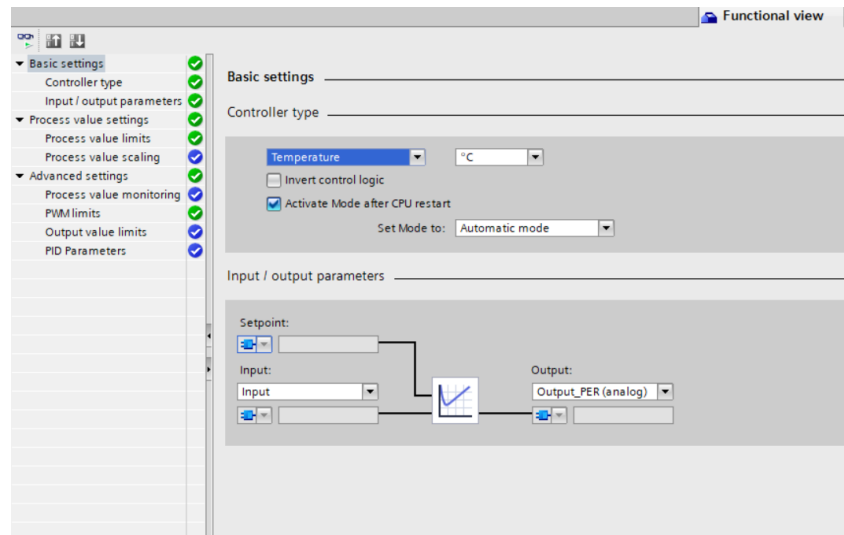 Functional view
Basic settings
Controller type
Input / output parameters
Process value settings
Process value limits
Process value scaling
Advanced settings
Process value monitoring
PWM limits
Output value limits
PID Parameters
Basic settings
Controller type
Temperature °C
Invert control logic
Activate Mode after CPU restart
Set Mode to: Automatic mode
Input / output parameters
Setpoint:
Input: Output:
Input Output_PER (analog)